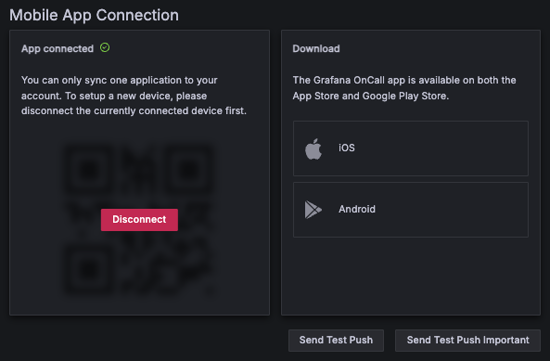 Mobile App Connection
App connected
You can only sync one application to your
account. To setup a new device, please
disconnect the currently connected device first.
Disconnect
Download
The Grafana OnCall app is available on both the
App Store and Google Play Store.
iOS
Android
Send Test Push
Send Test Push Important